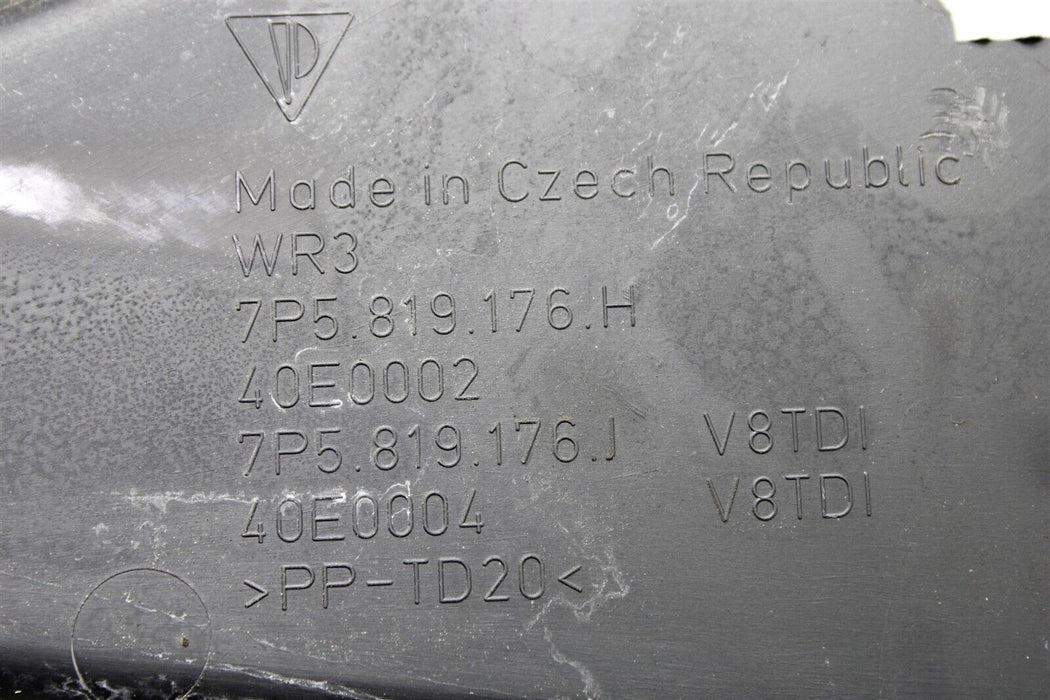 Made in Czech Republic
WR3
7P5.819.176.H
40E0002
7P5.819.176.J V8TDI
40E0004 V8TDI
>PP-TD20<